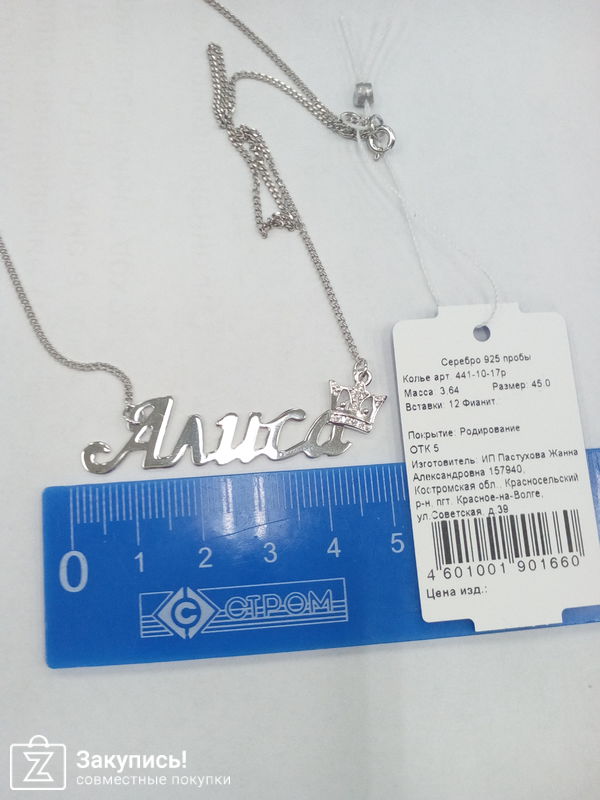 Алиса
Серебро 925 пробы
Колье арт. 441-10-17р
Масса: 3.64 Размер: 45.0
Вставки: 12 Фианит.
Покрытие: Родирование
ОТК 5
Изготовитель: ИП Пастухова Жанна
Александровна 157940,
Костромская обл., Красносельский
р-н, пгт. Красное-на-Волге,
ул.Советская, д.39
4 601001 901660
Цена изд.:
0 1 2 3 4 5
С СТРОМ
Закупись!
совместные покупки